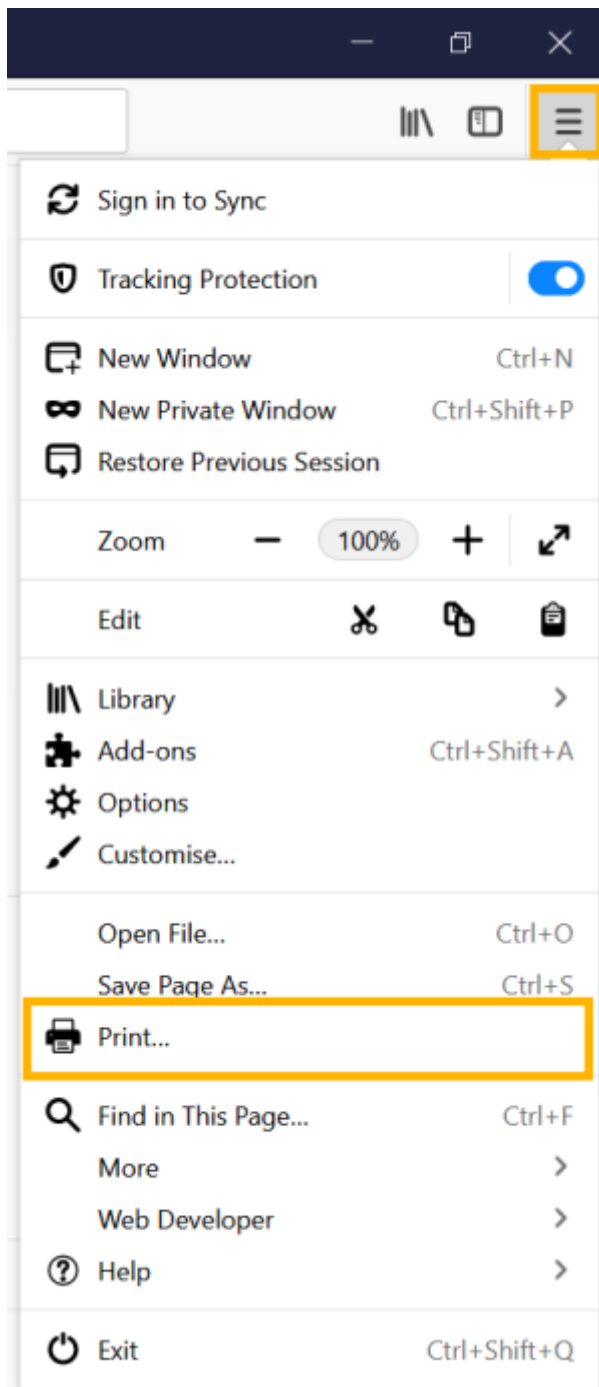 Sign in to Sync
Tracking Protection
New Window Ctrl+N
New Private Window Ctrl+Shift+P
Restore Previous Session
Zoom 100%
Edit
Library
Add-ons Ctrl+Shift+A
Options
Customise...
Open File... Ctrl+O
Save Page As... Ctrl+S
Print...
Find in This Page... Ctrl+F
More
Web Developer
Help
Exit Ctrl+Shift+Q